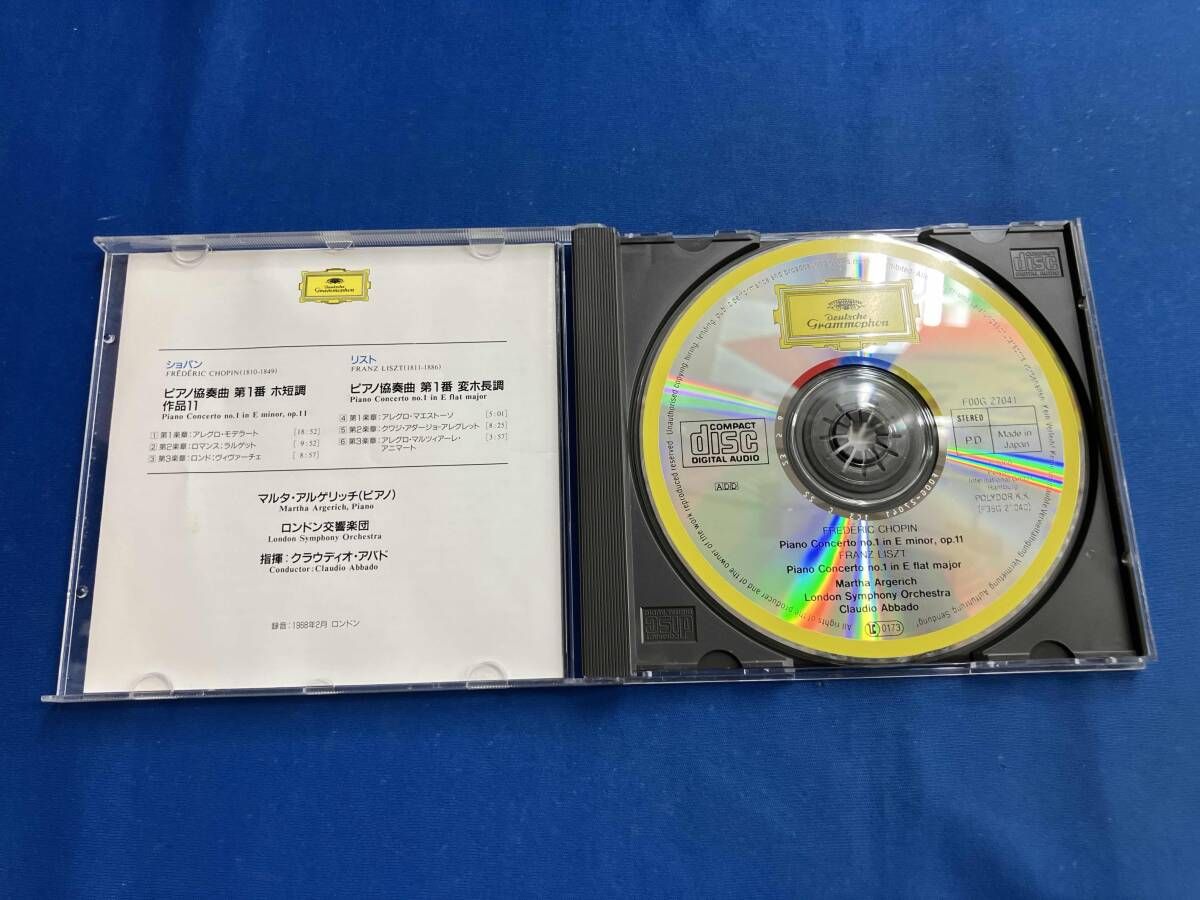 Deutsche
Grammophon
ショパン
FRÉDÉRIC CHOPIN(1810-1849)
ピアノ協奏曲 第1番 ホ短調
作品11
Piano Concerto no.1 in E minor, op.11
1 第1楽章:アレグロ・モデラート [18:52]
2 第2楽章:ロマンス:ラルゲット [9:52]
3 第3楽章:ロンド:ヴィヴァーチェ [8:57]
リスト
FRANZ LISZT(1811-1886)
ピアノ協奏曲 第1番 変ホ長調
Piano Concerto no.1 in E flat major
4 第1楽章:アレグロ・マエストーソ [5:01]
5 第2楽章:クワジ・アダージョ・アレグレット [8:25]
6 第3楽章:アレグロ・マルツィアーレ・
アニマート [3:57]
マルタ・アルゲリッチ(ピアノ)
Martha Argerich, Piano
ロンドン交響楽団
London Symphony Orchestra
指揮:クラウディオ・アバド
Conductor:Claudio Abbado
録音:1968年2月 ロンドン
Deutsche
Grammophon
COMPACT
disc
DIGITAL AUDIO
ADD
F00G 27041
STEREO
P.D.
Made in
Japan
Hamburg
POLYDOR K.K.
FRÉDÉRIC CHOPIN
Piano Concerto no.1 in E minor, op.11
FRANZ LISZT
Piano Concerto no.1 in E flat major
Martha Argerich
London Symphony Orchestra
Claudio Abbado
0173
All rights of the producer and of the owner of the work reproduced reserved. Unauthorised copying, hiring, lending, public performance and broadcasting
disc
DIGITAL AUDIO
disc